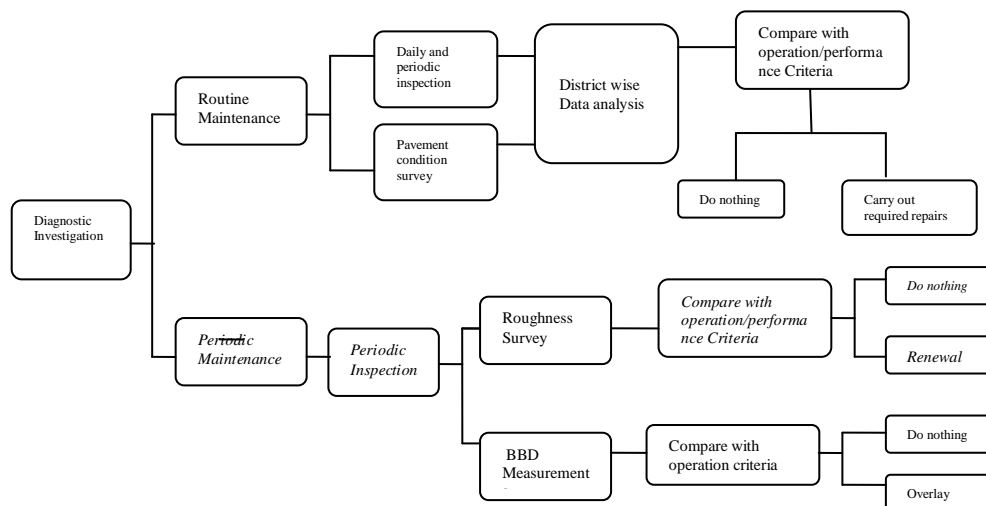 Diagnostic
Investigation
Routine
Maintenance
Daily and
periodic
inspection
Pavement
condition
survey
District wise
Data analysis
Compare with
operation/performa
nce Criteria
Do nothing
Carry out
required repairs
Periodic
Maintenance
Periodic
Inspection
Roughness
Survey
Compare with
operation/performa
nce Criteria
Do nothing
Renewal
BBD
Measurement
Compare with
operation criteria
Do nothing
Overlay